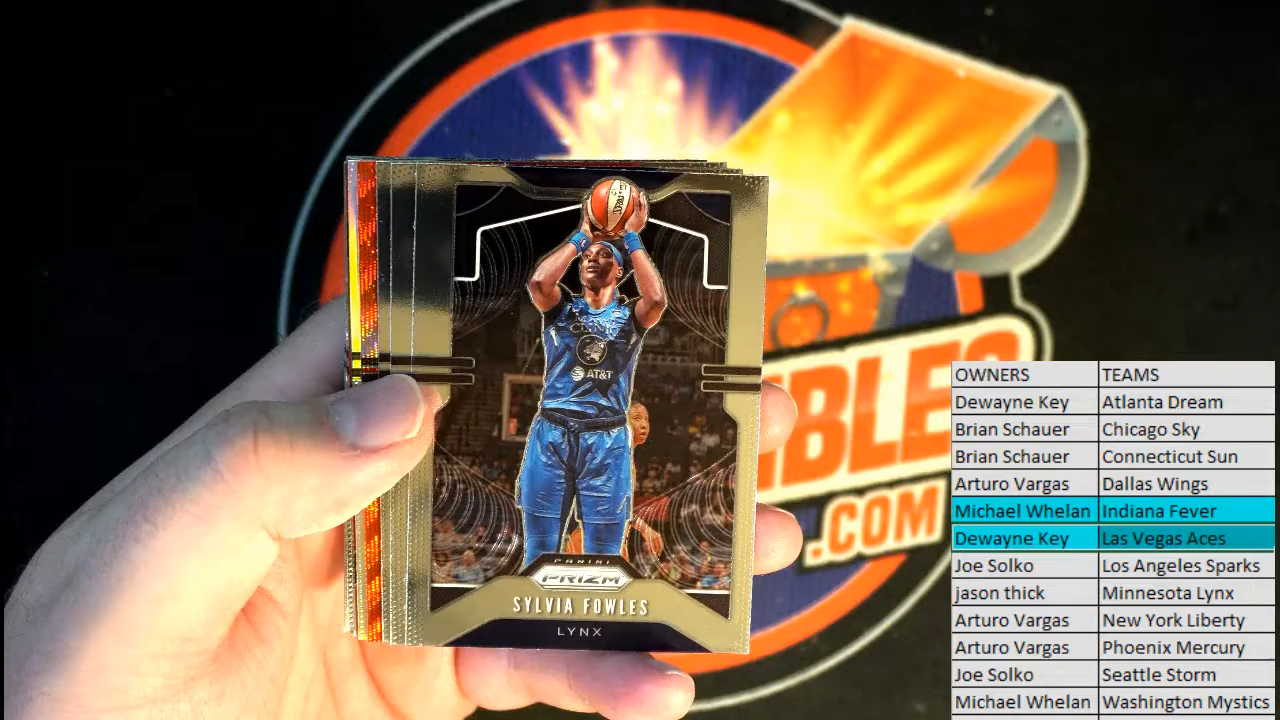 SPALDING
CLINIC
AT&T
PANINI
PRIZM
SYLVIA FOWLES
LYNX
IBLES
.COM
OWNERS TEAMS
Dewayne Key Atlanta Dream
Brian Schauer Chicago Sky
Brian Schauer Connecticut Sun
Arturo Vargas Dallas Wings
Michael Whelan Indiana Fever
Dewayne Key Las Vegas Aces
Joe Solko Los Angeles Sparks
jason thick Minnesota Lynx
Arturo Vargas New York Liberty
Arturo Vargas Phoenix Mercury
Joe Solko Seattle Storm
Michael Whelan Washington Mystics